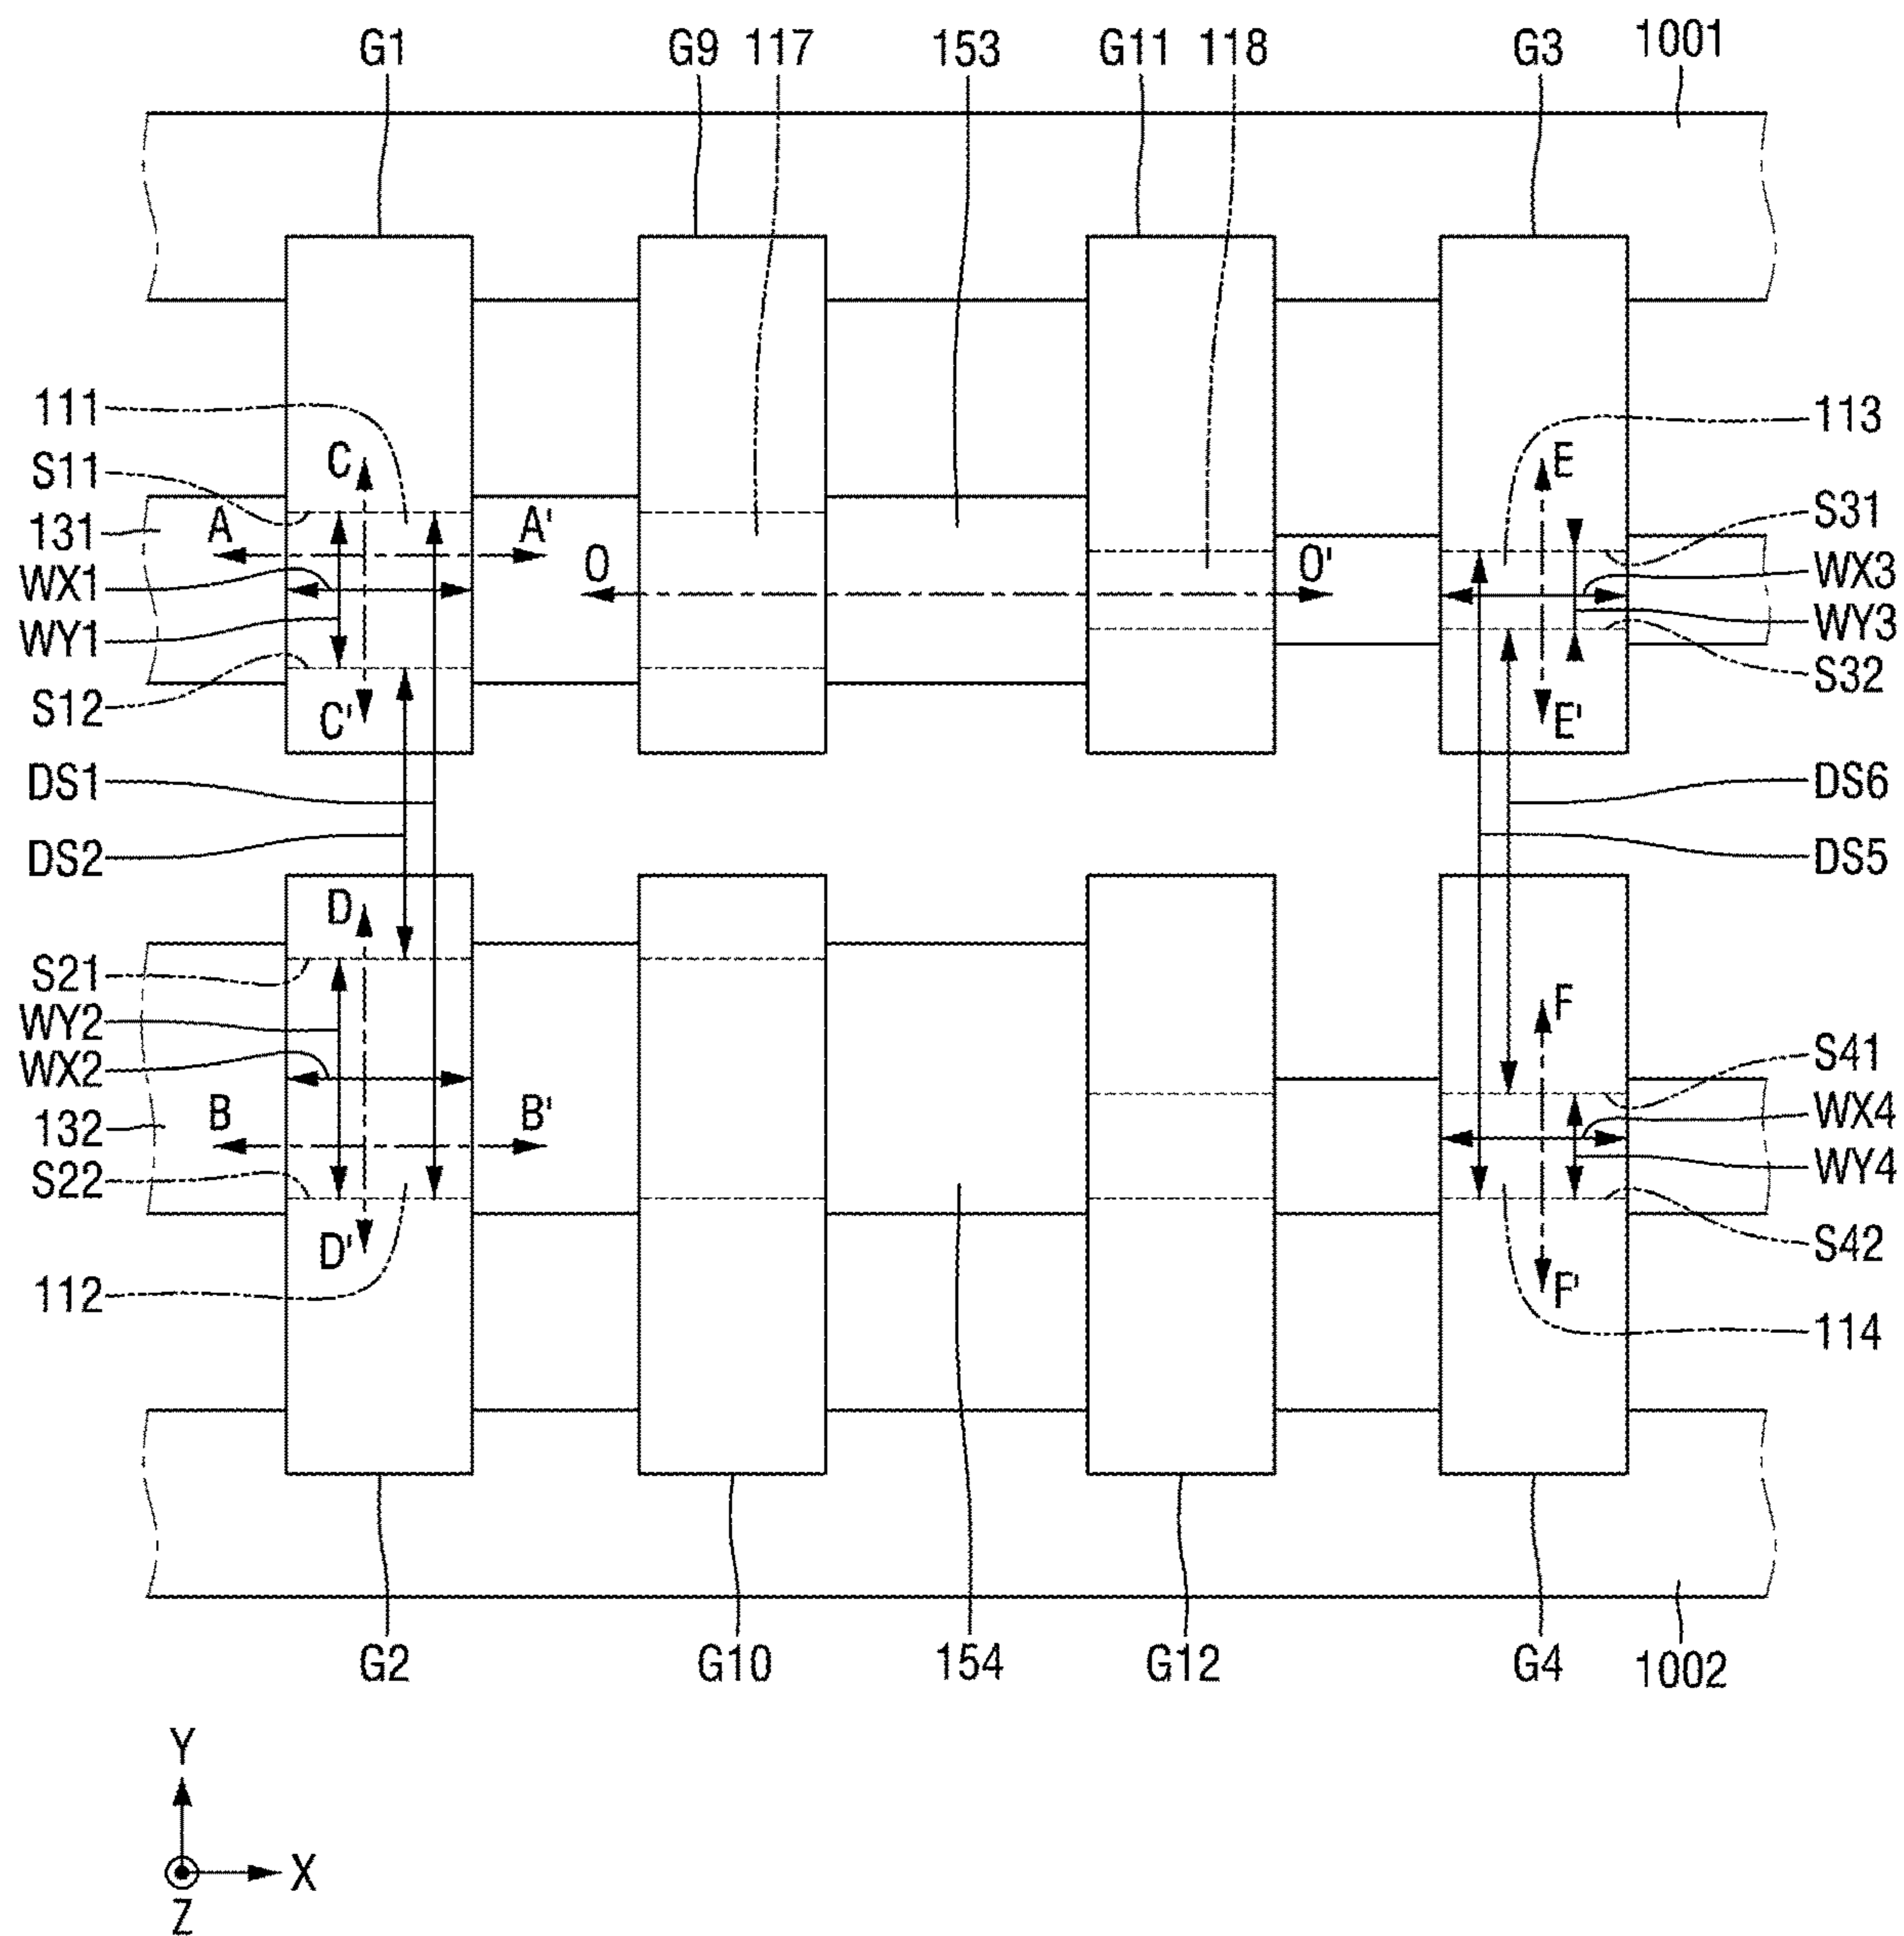 G1 G9 117 153 G11 118 G3 1001
111 C E 113
S11 S31
131 A A' O O' WX3
WX1
WY1 WY3
S12 C' E' S32
DS1 DS6
DS2 DS5
D
S21 F
WY2 S41
WX2
132 B B' WX4
S22 WY4
D' S42
112 F' 114
G2 G10 154 G12 G4 1002
Y
X
Z